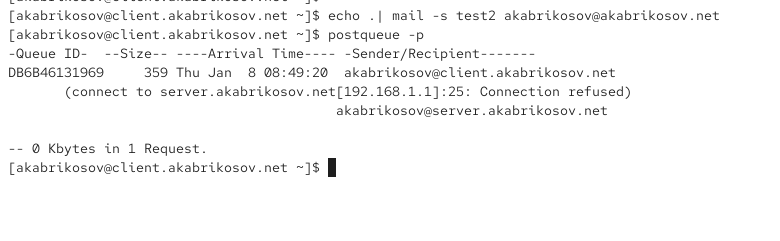 [akabrikosov@client.akabrikosov.net ~]$ echo .| mail -s test2 akabrikosov@akabrikosov.net
[akabrikosov@client.akabrikosov.net ~]$ postqueue -p
-Queue ID-  --Size-- ----Arrival Time---- -Sender/Recipient-------
DB6B46131969     359 Thu Jan  8 08:49:20  akabrikosov@client.akabrikosov.net
       (connect to server.akabrikosov.net[192.168.1.1]:25: Connection refused)
                                         akabrikosov@server.akabrikosov.net

-- 0 Kbytes in 1 Request.
[akabrikosov@client.akabrikosov.net ~]$